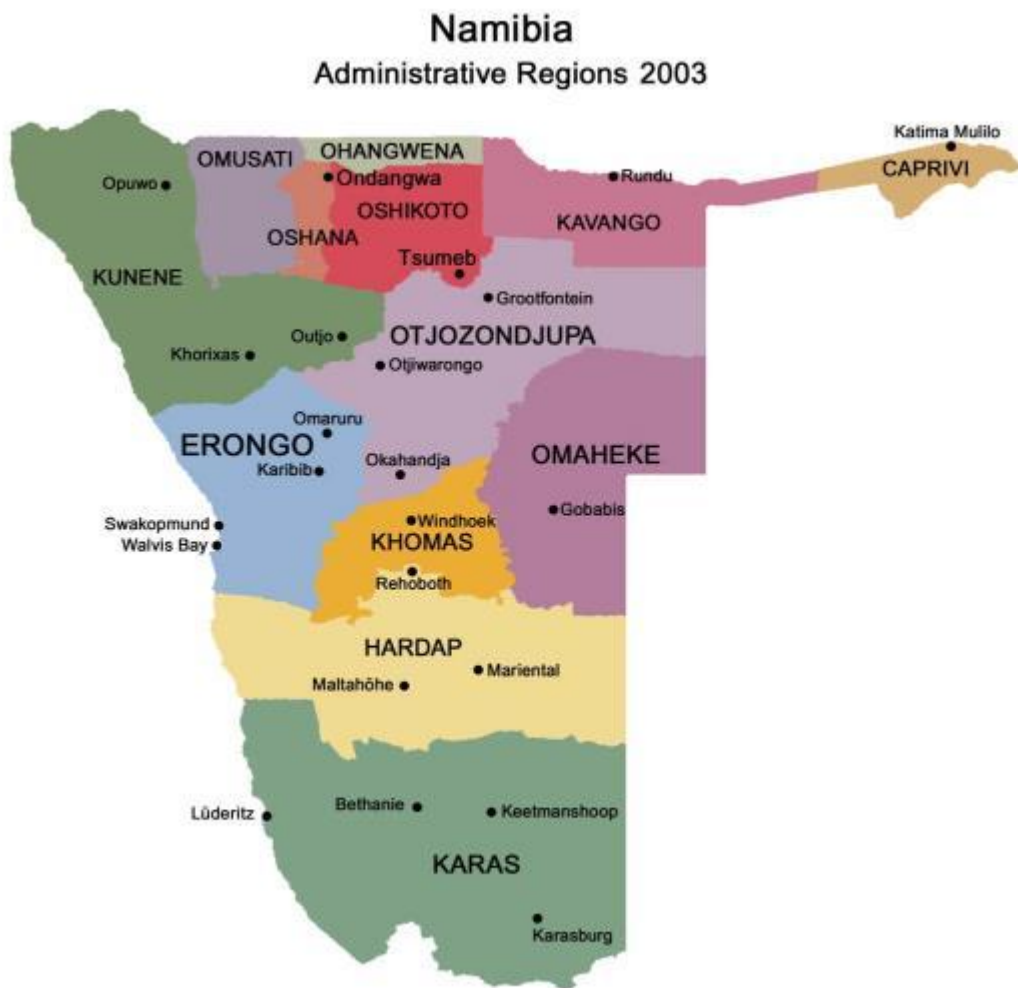 Namibia
Administrative Regions 2003
Katima Mulilo
OMUSATI
OHANGWENA
CAPRIVI
Opuwo
Ondangwa
Rundu
OSHIKOTO
KAVANGO
OSHANA
Tsumeb
KUNENE
Grootfontein
Outjo
OTJOZONDJUPA
Khorixas
Otjiwarongo
Omaruru
ERONGO
OMAHEKE
Karibib
Okahandja
Gobabis
Swakopmund
Windhoek
Walvis Bay
KHOMAS
Rehoboth
HARDAP
Mariental
Maltahöhe
Bethanie
Lüderitz
Keetmanshoop
KARAS
Karasburg